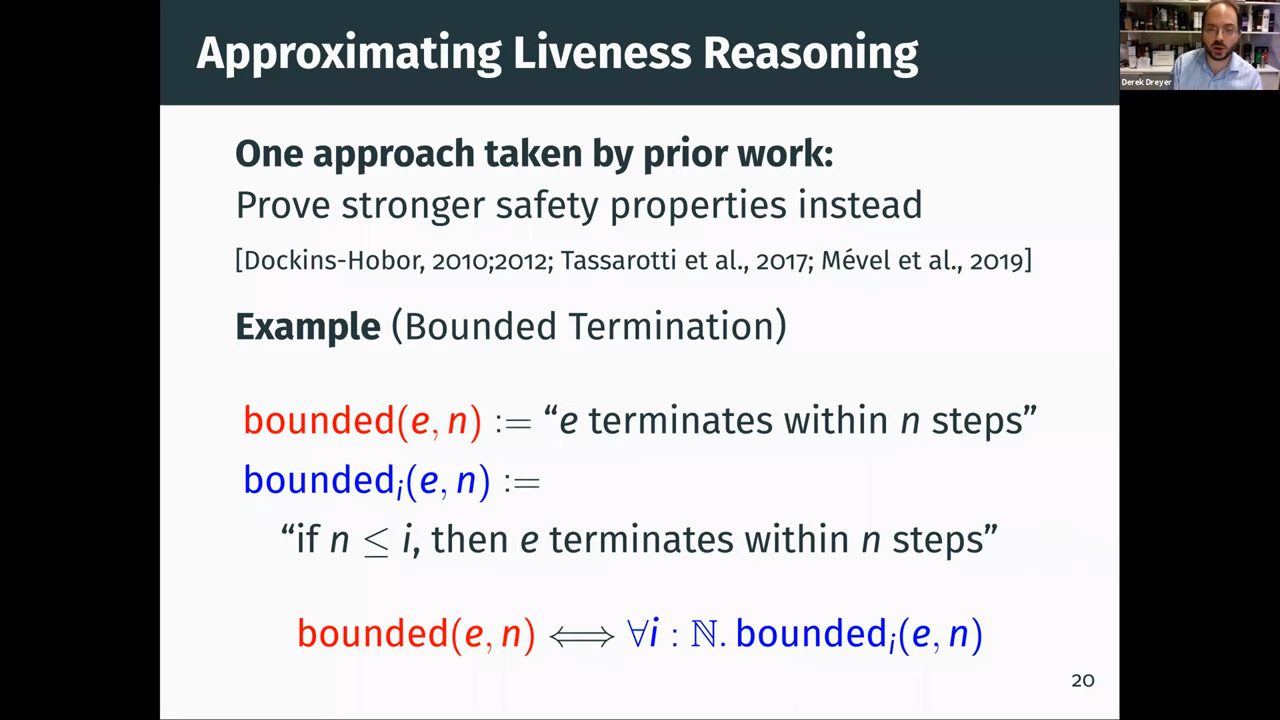 Approximating Liveness Reasoning
Derek Dreyer
One approach taken by prior work:
Prove stronger safety properties instead
[Dockins-Hobor, 2010;2012; Tassarotti et al., 2017; Mével et al., 2019]
Example (Bounded Termination)
bounded(e, n) := “e terminates within n steps”
boundedᵢ(e, n) :=
“if n ≤ i, then e terminates within n steps”
bounded(e, n) ⟺ ∀i : ℕ. boundedᵢ(e, n)
20